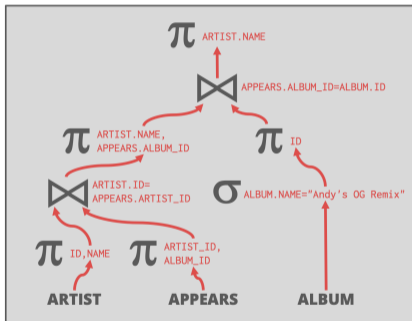 π ARTIST.NAME
⋈ APPEARS.ALBUM_ID=ALBUM.ID
π ARTIST.NAME,
APPEARS.ALBUM_ID
π ID
⋈ ARTIST.ID=
APPEARS.ARTIST_ID
σ ALBUM.NAME="Andy's OG Remix"
π ID,NAME
π ARTIST_ID,
ALBUM_ID
ARTIST
APPEARS
ALBUM